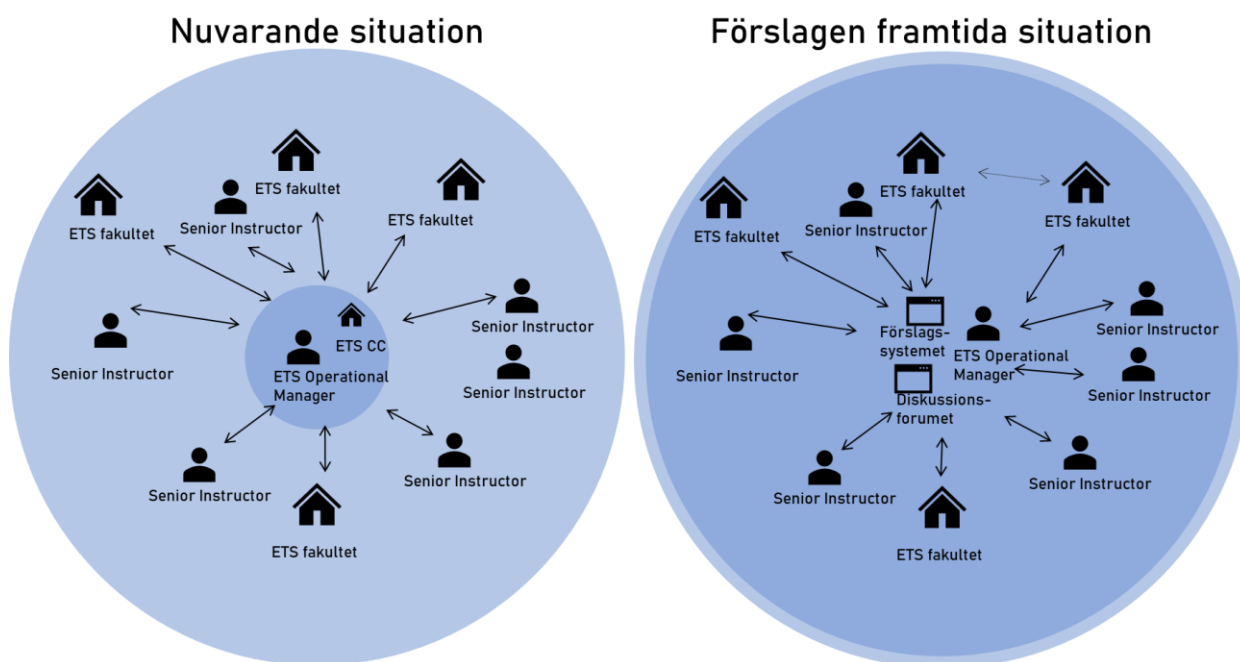 Nuvarande situation
ETS fakultet
ETS fakultet
Senior Instructor
ETS fakultet
Senior Instructor
Senior Instructor
Senior Instructor
ETS CC
ETS Operational
Manager
Senior Instructor
Senior Instructor
ETS fakultet
Förslagen framtida situation
ETS fakultet
ETS fakultet
Senior Instructor
ETS fakultet
Senior Instructor
Senior Instructor
Senior Instructor
Förslags-
systemet
ETS Operational
Manager
Diskussions-
forumet
Senior Instructor
Senior Instructor
ETS fakultet